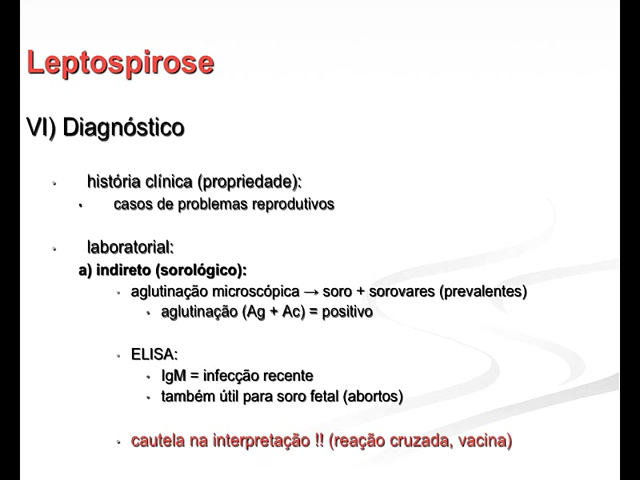 Leptospirose
VI) Diagnóstico
• história clínica (propriedade):
• casos de problemas reprodutivos
• laboratorial:
a) indireto (sorológico):
• aglutinação microscópica → soro + sorovares (prevalentes)
• aglutinação (Ag + Ac) = positivo
• ELISA:
• IgM = infecção recente
• também útil para soro fetal (abortos)
• cautela na interpretação !! (reação cruzada, vacina)